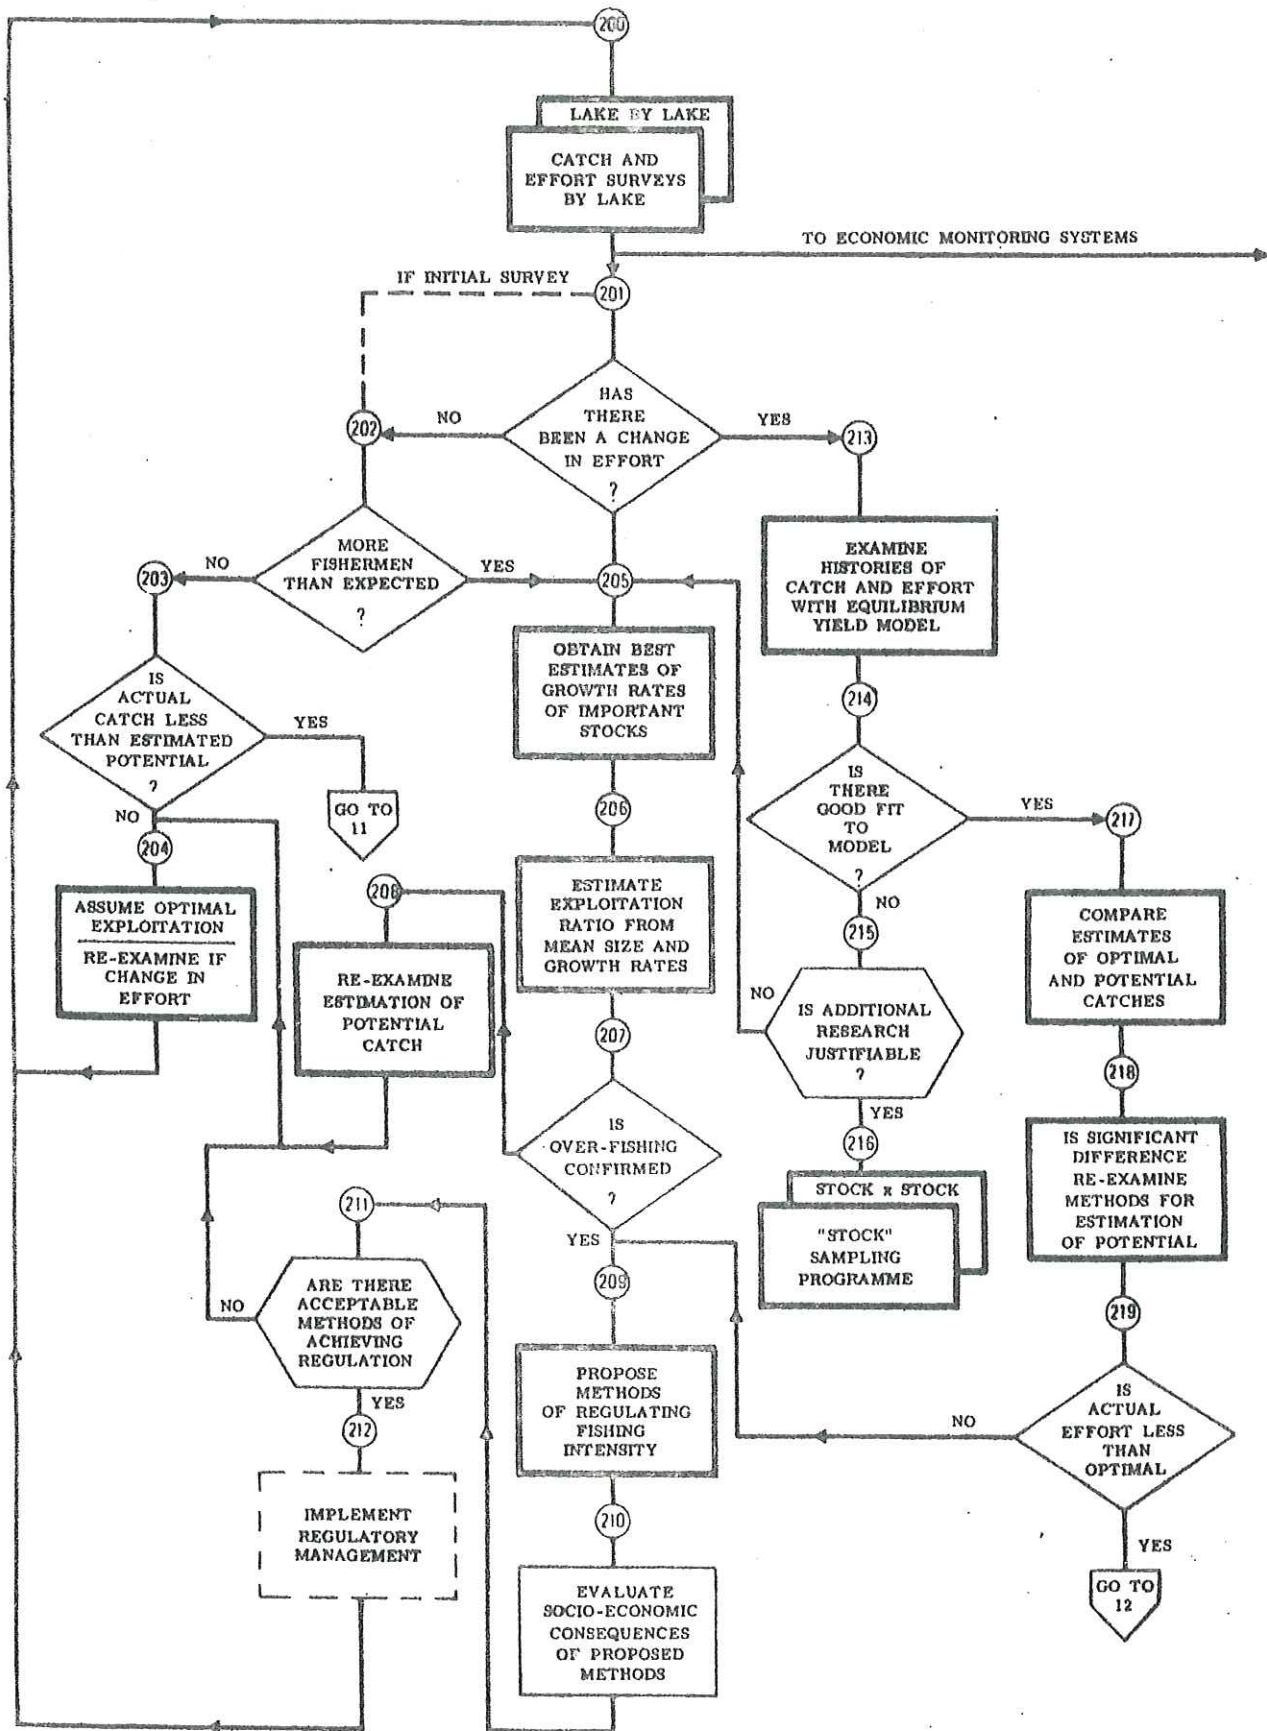 200
LAKE BY LAKE
CATCH AND
EFFORT SURVEYS
BY LAKE
TO ECONOMIC MONITORING SYSTEMS
IF INITIAL SURVEY
201
HAS
THERE
BEEN A CHANGE
IN EFFORT
?
NO
YES
202
213
MORE
FISHERMEN
THAN EXPECTED
?
NO
YES
203
205
EXAMINE
HISTORIES OF
CATCH AND EFFORT
WITH EQUILIBRIUM
YIELD MODEL
IS
ACTUAL
CATCH LESS
THAN ESTIMATED
POTENTIAL
?
YES
NO
GO TO
11
OBTAIN BEST
ESTIMATES OF
GROWTH RATES
OF IMPORTANT
STOCKS
214
IS
THERE
GOOD FIT
TO
MODEL
?
YES
NO
217
206
204
ASSUME OPTIMAL
EXPLOITATION
RE-EXAMINE IF
CHANGE IN
EFFORT
208
RE-EXAMINE
ESTIMATION OF
POTENTIAL
CATCH
ESTIMATE
EXPLOITATION
RATIO FROM
MEAN SIZE AND
GROWTH RATES
215
NO
IS ADDITIONAL
RESEARCH
JUSTIFIABLE
?
YES
COMPARE
ESTIMATES
OF OPTIMAL
AND POTENTIAL
CATCHES
207
218
IS
OVER-FISHING
CONFIRMED
?
YES
216
STOCK x STOCK
"STOCK"
SAMPLING
PROGRAMME
IS SIGNIFICANT
DIFFERENCE
RE-EXAMINE
METHODS FOR
ESTIMATION
OF POTENTIAL
211
ARE THERE
ACCEPTABLE
METHODS OF
ACHIEVING
REGULATION
NO
YES
209
219
PROPOSE
METHODS
OF REGULATING
FISHING
INTENSITY
IS
ACTUAL
EFFORT LESS
THAN
OPTIMAL
NO
YES
212
IMPLEMENT
REGULATORY
MANAGEMENT
210
EVALUATE
SOCIO-ECONOMIC
CONSEQUENCES
OF PROPOSED
METHODS
GO TO
12